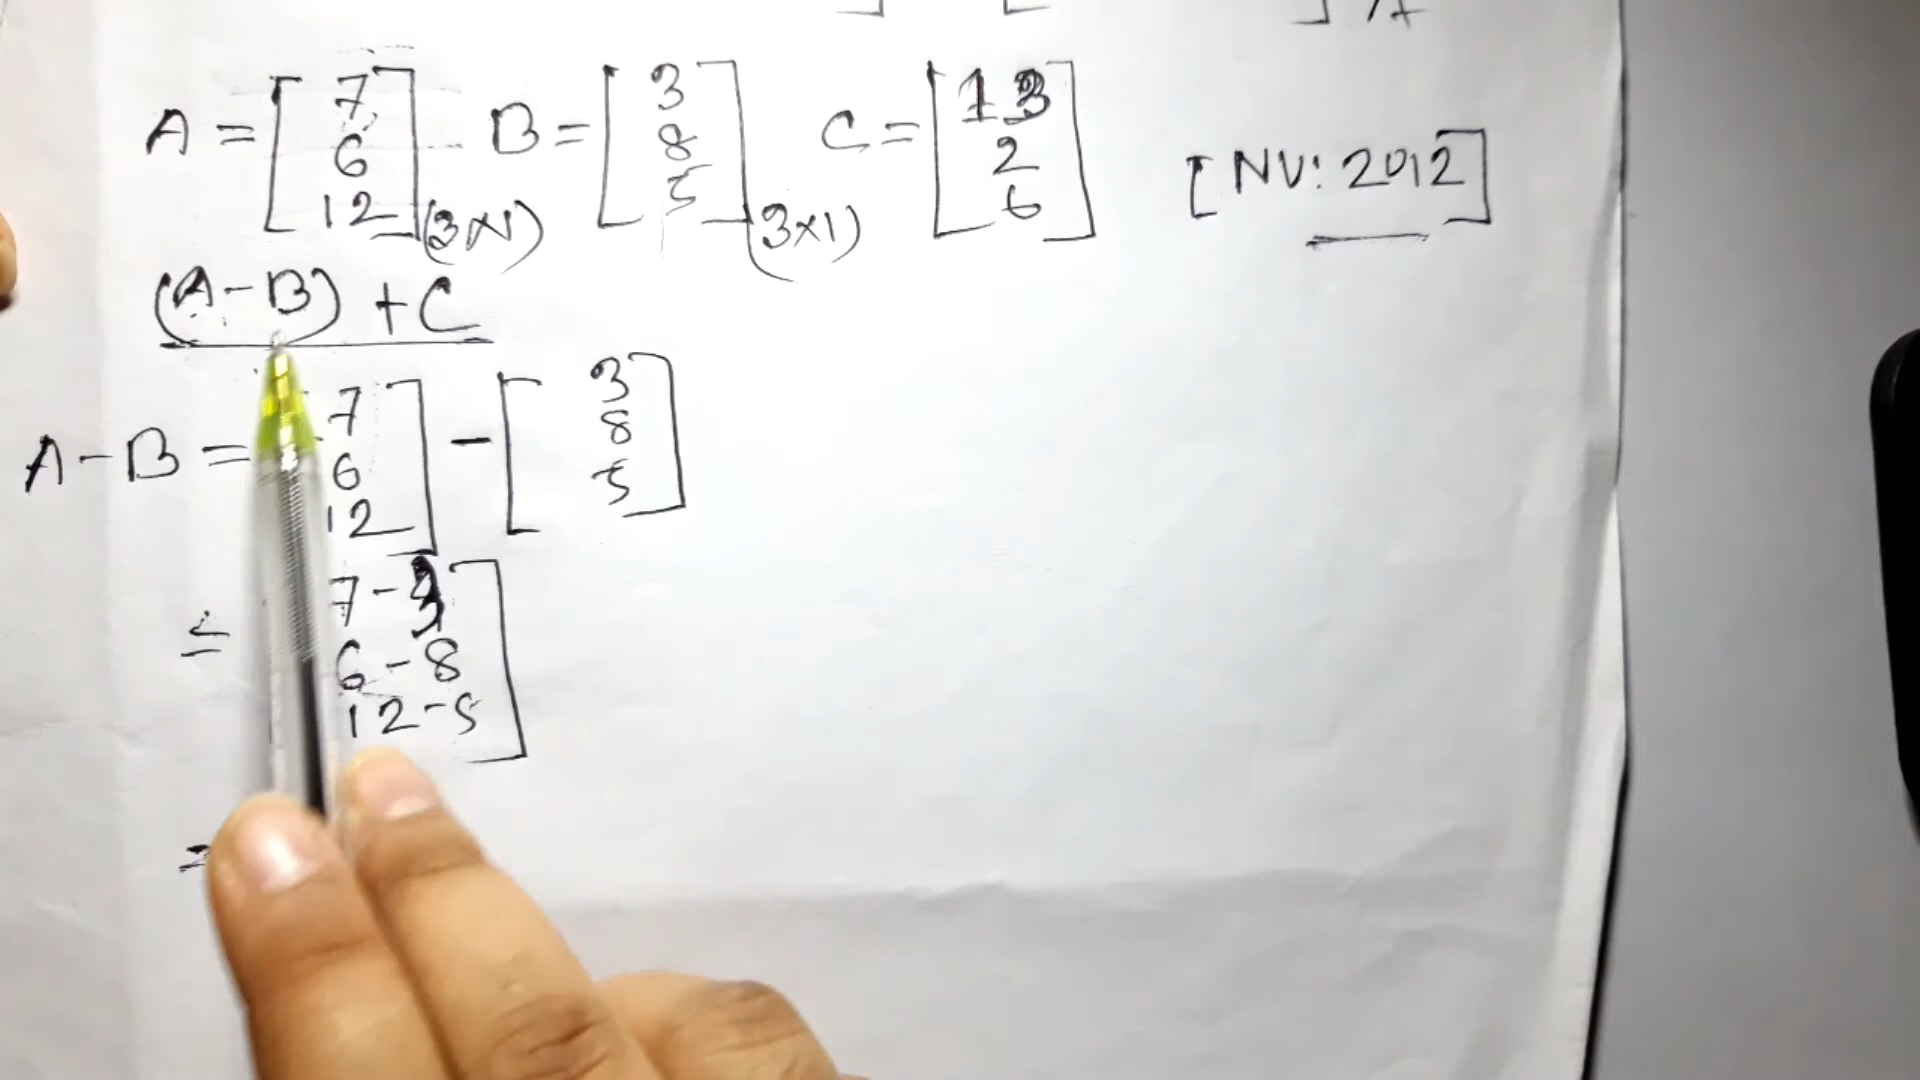 A = [7 6 12] (3×1) B = [3 8 5] (3×1) C = [13 2 6] [NU: 2012]
(A-B) + C
A-B = [7 6 12] - [3 8 5]
= [7-3 6-8 12-5]
=